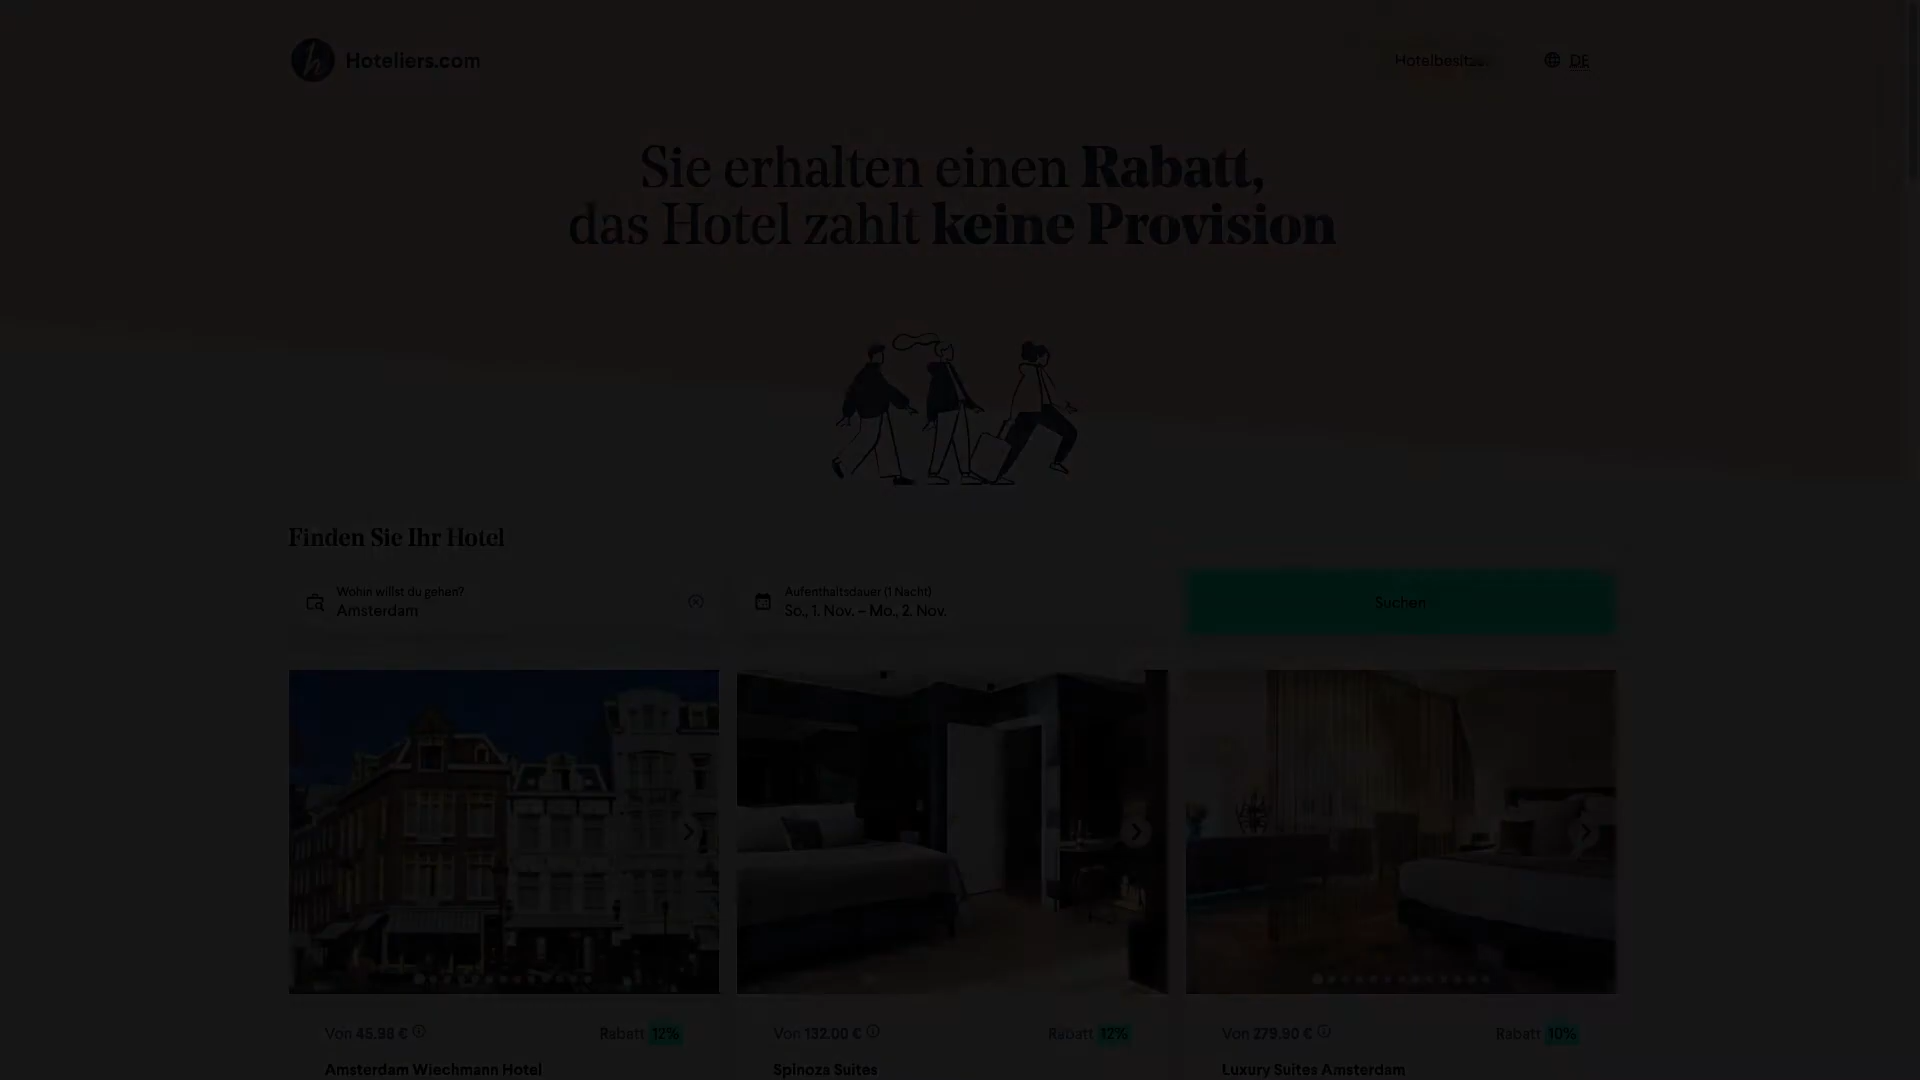 Hoteliers.com
Hotelbesitzer
DE
Sie erhalten einen Rabatt,
das Hotel zahlt keine Provision
Finden Sie Ihr Hotel
Wohin willst du gehen?
Amsterdam
Aufenthaltsdauer (1 Nacht)
So., 1. Nov. – Mo., 2. Nov.
Suchen
Von 45.98 €
Rabatt 12%
Amsterdam Wiechmann Hotel
Von 132.00 €
Rabatt 12%
Spinoza Suites
Von 279.90 €
Rabatt 10%
Luxury Suites Amsterdam